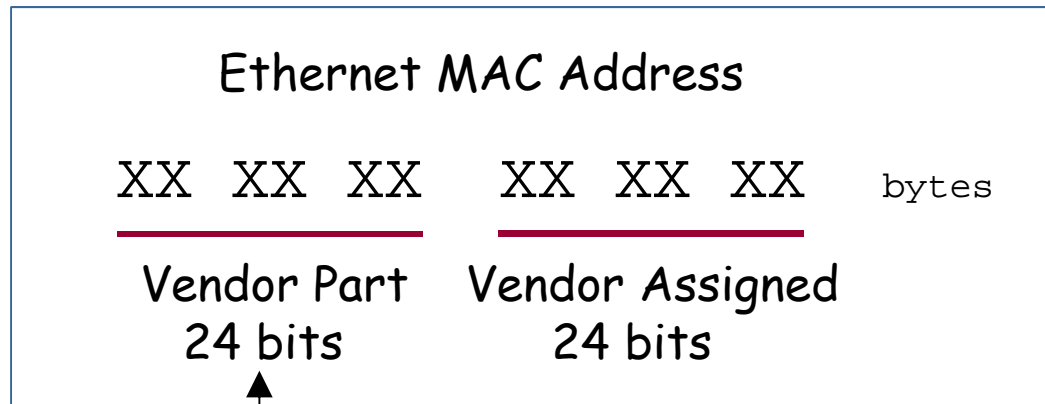 Ethernet MAC Address
XX XX XX XX XX XX bytes
Vendor Part Vendor Assigned
24 bits 24 bits